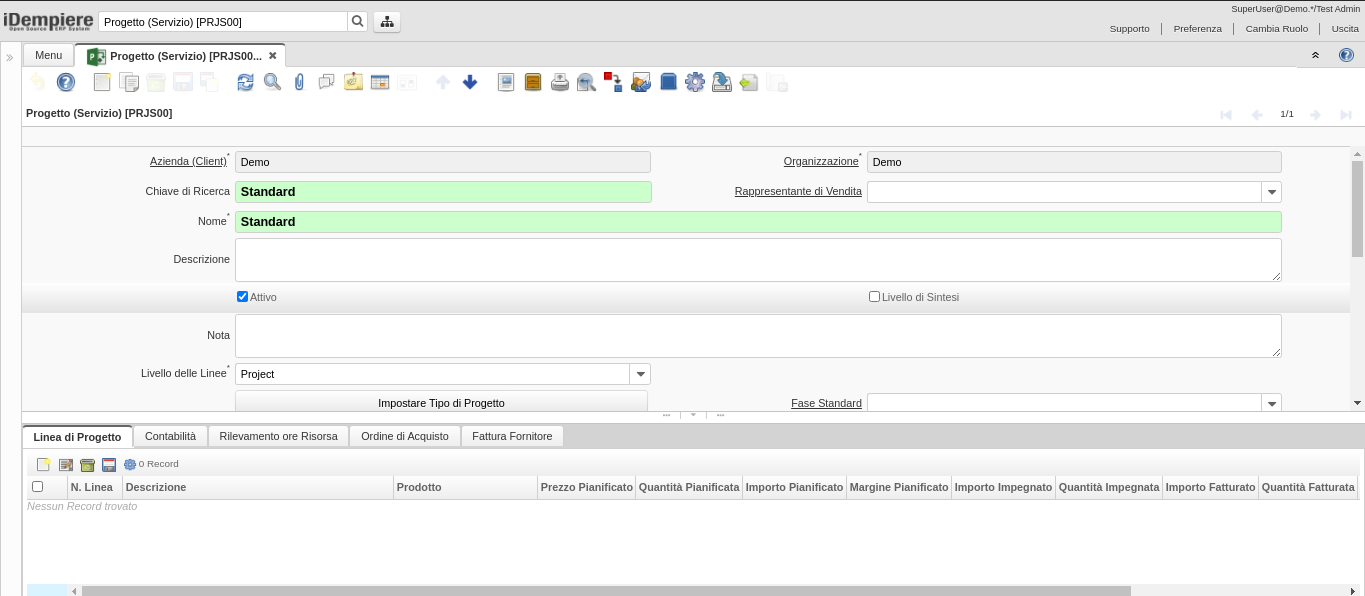 SuperUser@Demo.*/Test Admin
iDempiere
Open Source ERP System
Progetto (Servizio) [PRJS00]
Supporto | Preferenza | Cambia Ruolo | Uscita
Menu
Progetto (Servizio) [PRJS00...
Progetto (Servizio) [PRJS00]
1/1
Azienda (Client)* Demo Organizzazione* Demo
Chiave di Ricerca Standard Rappresentante di Vendita
Nome* Standard
Descrizione
Attivo Livello di Sintesi
Nota
Livello delle Linee* Project
Impostare Tipo di Progetto Fase Standard
Linea di Progetto Contabilità Rilevamento ore Risorsa Ordine di Acquisto Fattura Fornitore
0 Record
N. Linea Descrizione Prodotto Prezzo Pianificato Quantità Pianificata Importo Pianificato Margine Pianificato Importo Impegnato Quantità Impegnata Importo Fatturato Quantità Fatturata
Nessun Record trovato